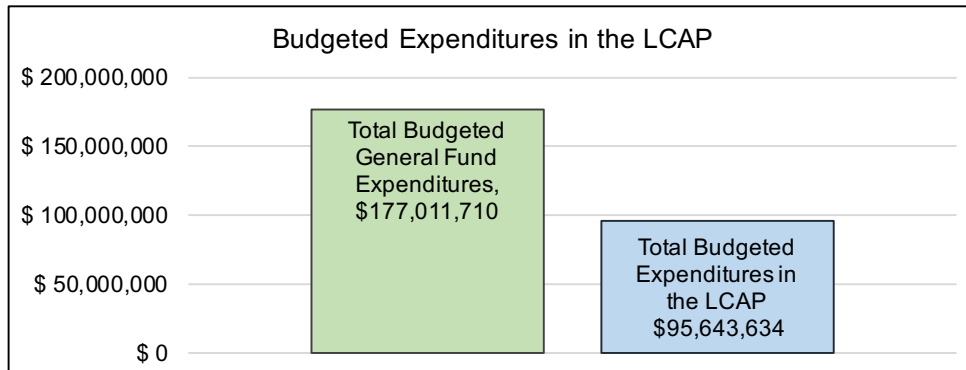 Budgeted Expenditures in the LCAP
$ 200,000,000
$ 150,000,000
$ 100,000,000
$ 50,000,000
$ 0
Total Budgeted
General Fund
Expenditures,
$177,011,710
Total Budgeted
Expenditures in
the LCAP
$95,643,634